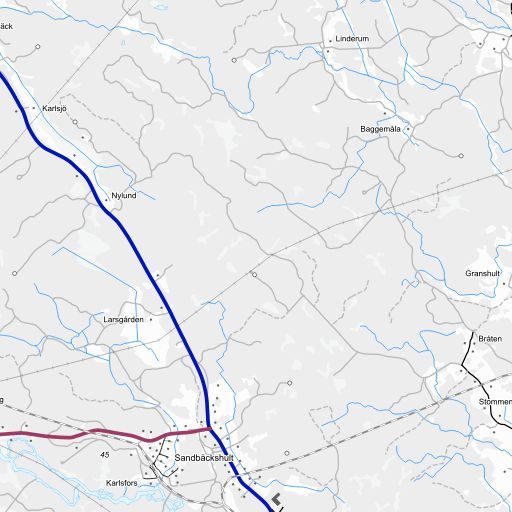 Linderum
Karlsjö
Baggemåla
Nylund
Granshult
Larsgården
Bråten
Stommen
45
Sandbäckshult
Karlsfors